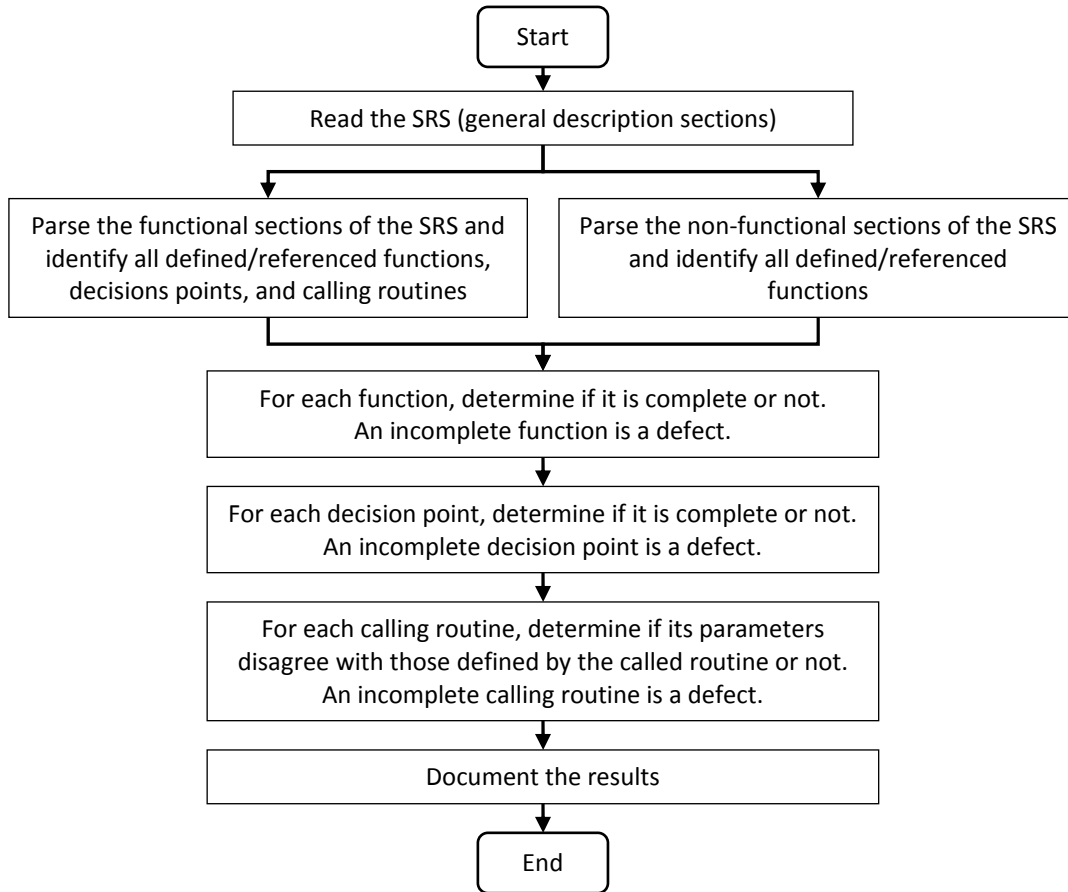 Start
Read the SRS (general description sections)
Parse the functional sections of the SRS and
identify all defined/referenced functions,
decisions points, and calling routines
Parse the non-functional sections of the SRS
and identify all defined/referenced
functions
For each function, determine if it is complete or not.
An incomplete function is a defect.
For each decision point, determine if it is complete or not.
An incomplete decision point is a defect.
For each calling routine, determine if its parameters
disagree with those defined by the called routine or not.
An incomplete calling routine is a defect.
Document the results
End